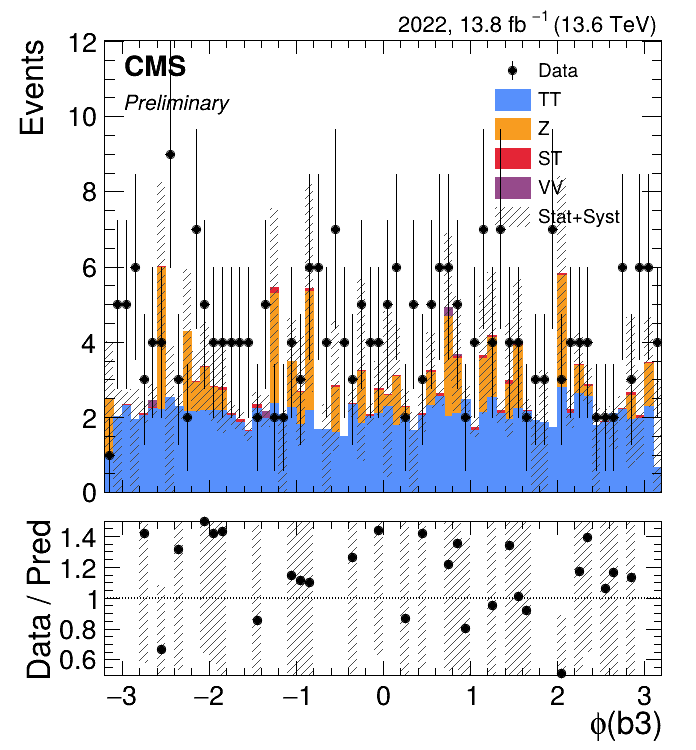 2022, 13.8 fb⁻¹ (13.6 TeV)
Events
12
10
8
6
4
2
0
CMS
Preliminary
Data
TT
Z
ST
VV
Stat+Syst
Data / Pred
1.4
1.2
1
0.8
0.6
−3 −2 −1 0 1 2 3
ϕ(b3)